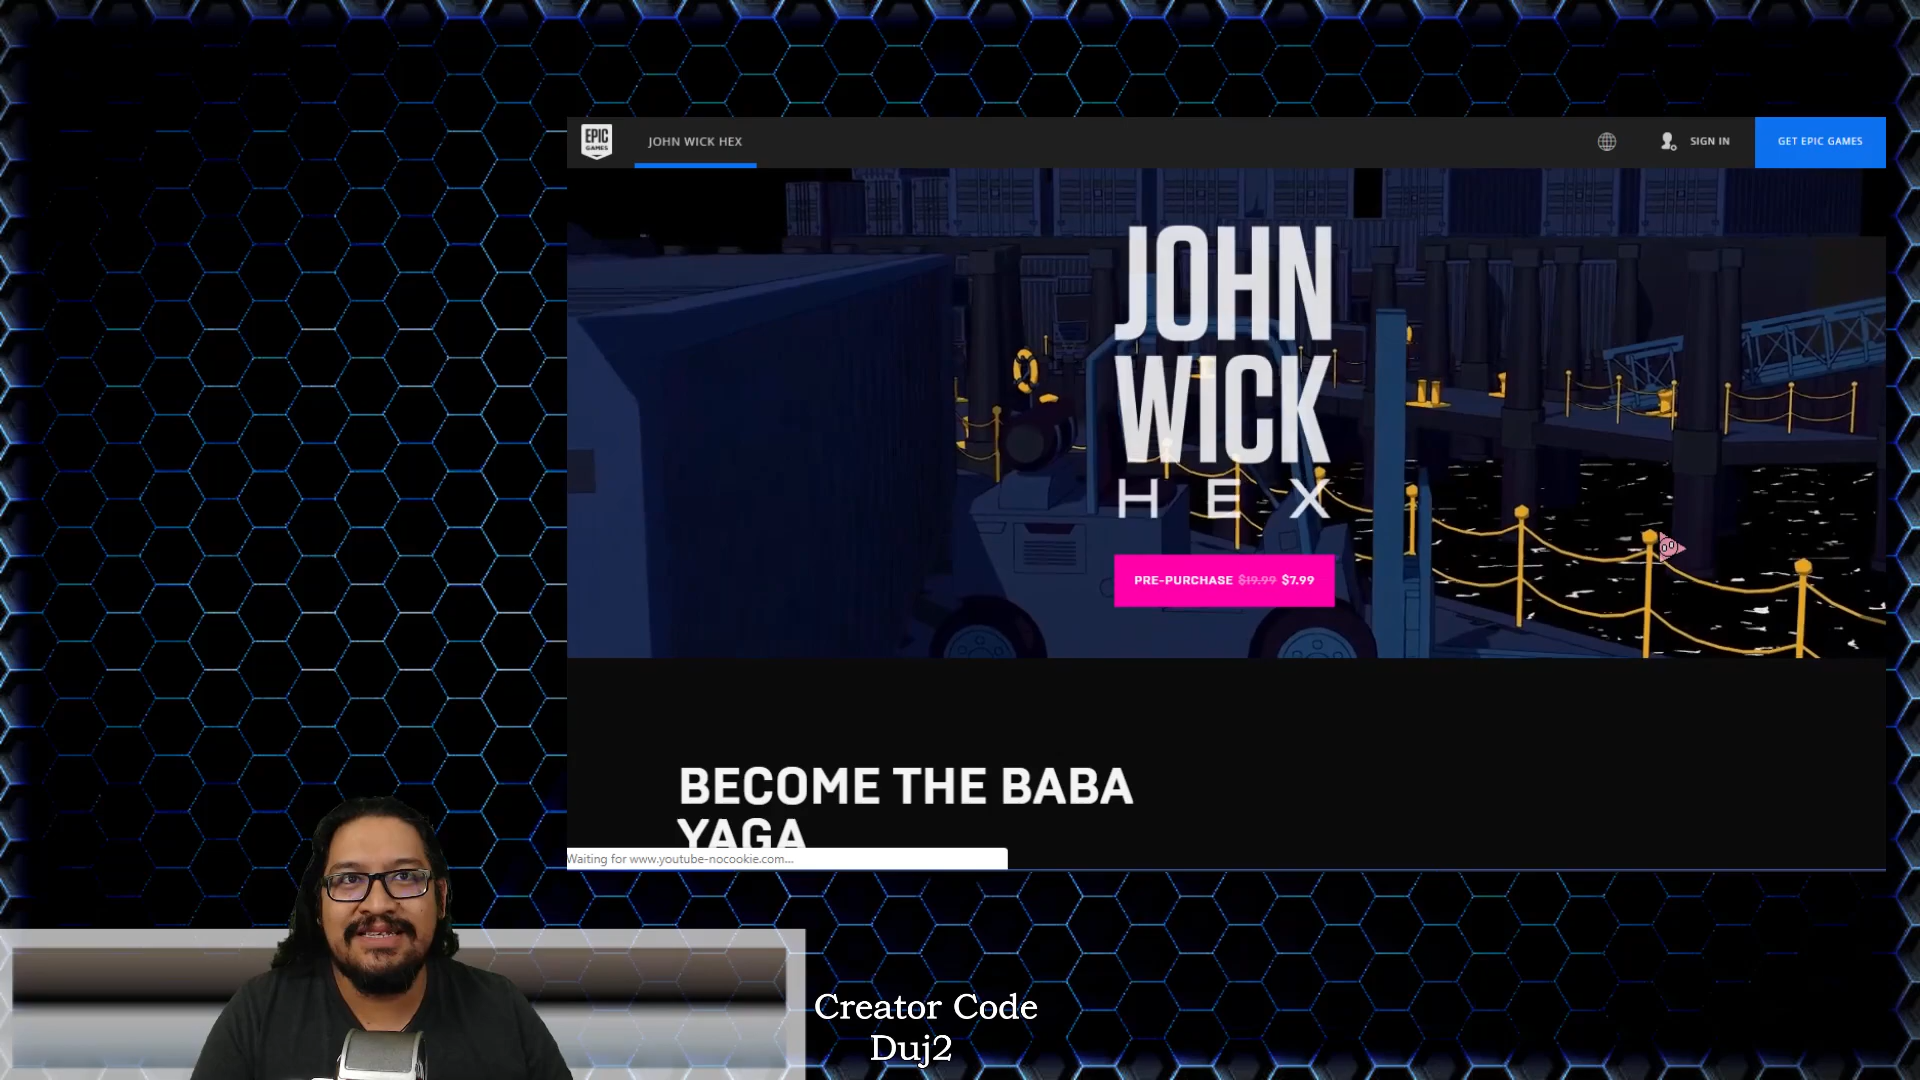 EPIC
GAMES
JOHN WICK HEX
SIGN IN
GET EPIC GAMES
JOHN
WICK
HEX
PRE-PURCHASE $19.99 $7.99
BECOME THE BABA
YAGA
Waiting for www.youtube-nocookie.com...
Creator Code
Duj2